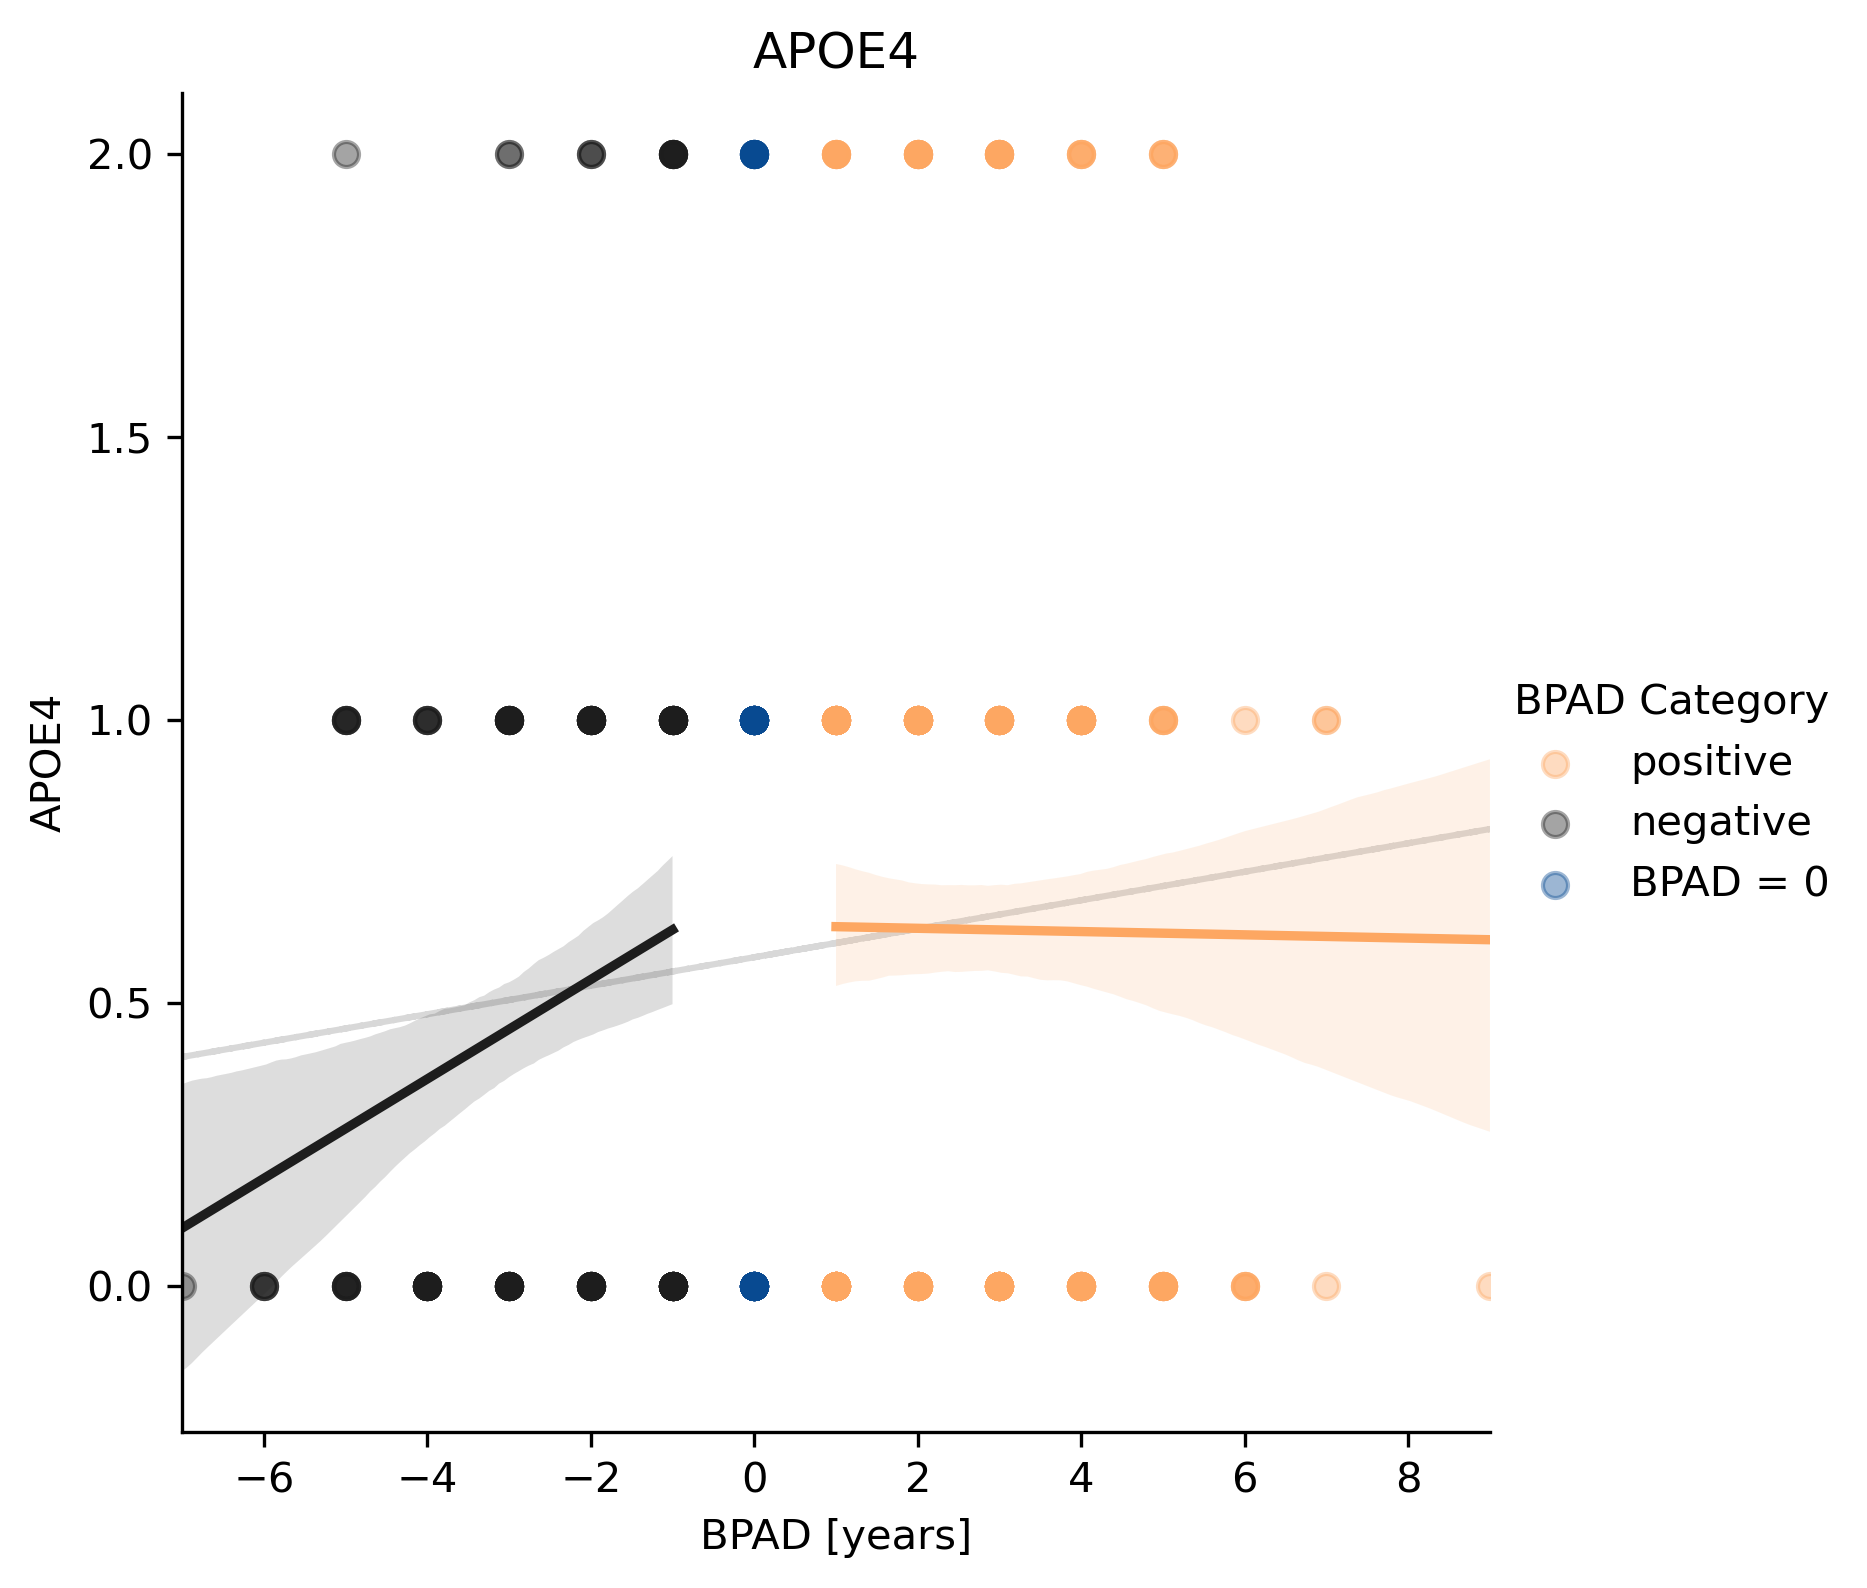 APOE4
2.0
1.5
1.0
0.5
0.0
APOE4
−6 −4 −2 0 2 4 6 8
BPAD [years]
BPAD Category
positive
negative
BPAD = 0